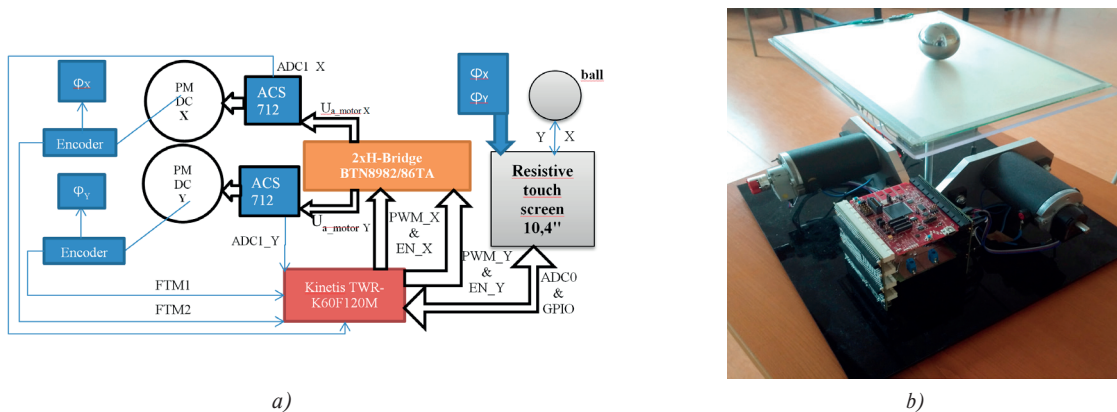 ADC1_X
φX
PM
DC
X
ACS
712
Ua_motor X
Encoder
φX
φY
ball
Y
X
2xH-Bridge
BTN8982/86TA
Resistive
touch
screen
10,4"
PM
DC
Y
ACS
712
Ua_motor Y
φY
Encoder
ADC1_Y
PWM_X
&
EN_X
PWM_Y
&
EN_Y
ADC0
&
GPIO
FTM1
FTM2
Kinetis TWR-
K60F120M
a)
b)